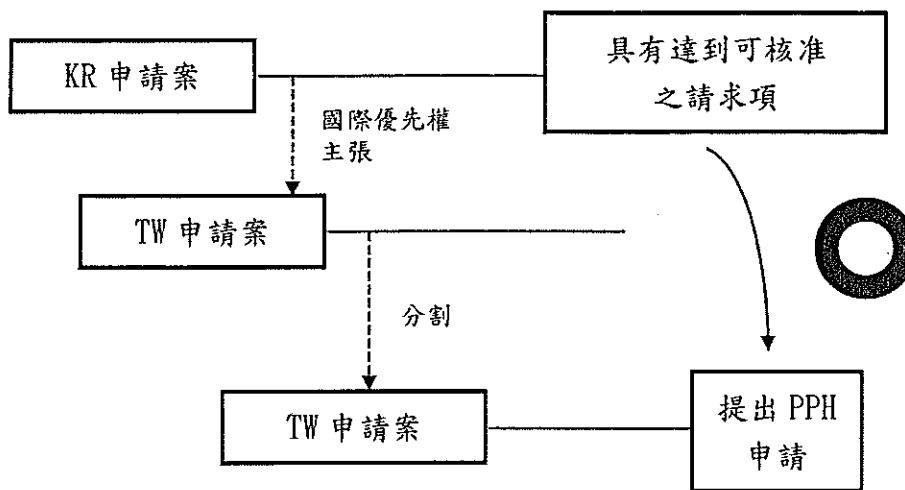 KR 申請案
具有達到可核准
之請求項
國際優先權
主張
TW 申請案
分割
TW 申請案
提出 PPH
申請